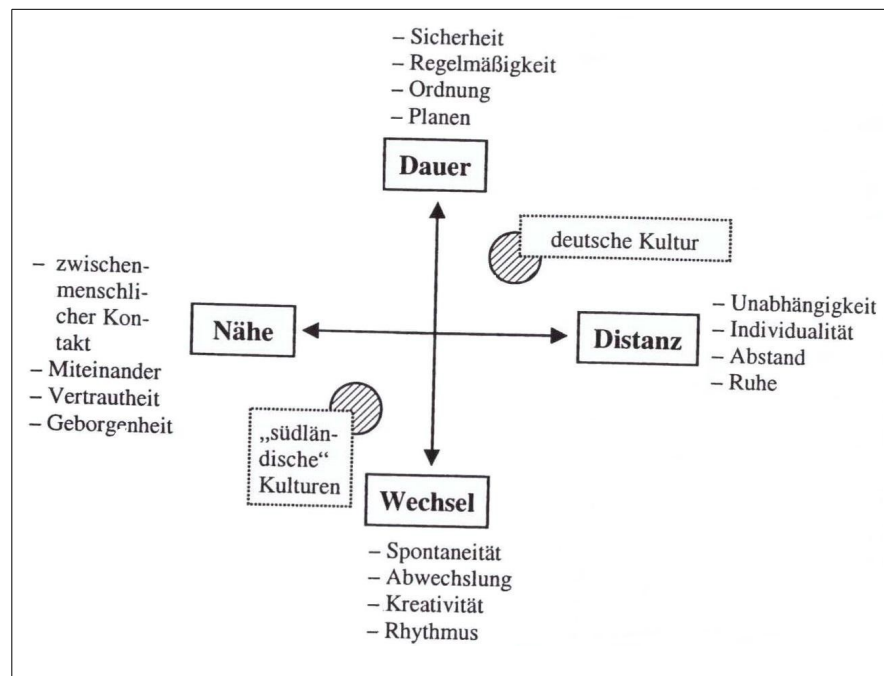 – Sicherheit
– Regelmäßigkeit
– Ordnung
– Planen
Dauer
deutsche Kultur
– zwischen-
menschli-
cher Kon-
takt
– Miteinander
– Vertrautheit
– Geborgenheit
Nähe
Distanz
– Unabhängigkeit
– Individualität
– Abstand
– Ruhe
„südlän-
dische“
Kulturen
Wechsel
– Spontaneität
– Abwechslung
– Kreativität
– Rhythmus